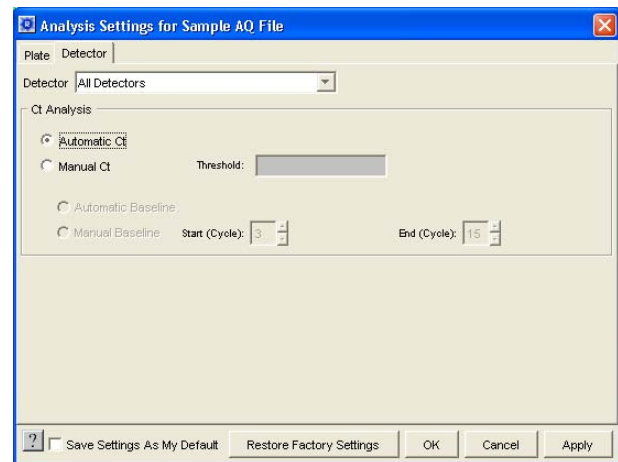 Analysis Settings for Sample AQ File
Plate Detector
Detector All Detectors
Ct Analysis
Automatic Ct
Manual Ct Threshold:
Automatic Baseline
Manual Baseline Start (Cycle): 3 End (Cycle): 15
? Save Settings As My Default Restore Factory Settings OK Cancel Apply